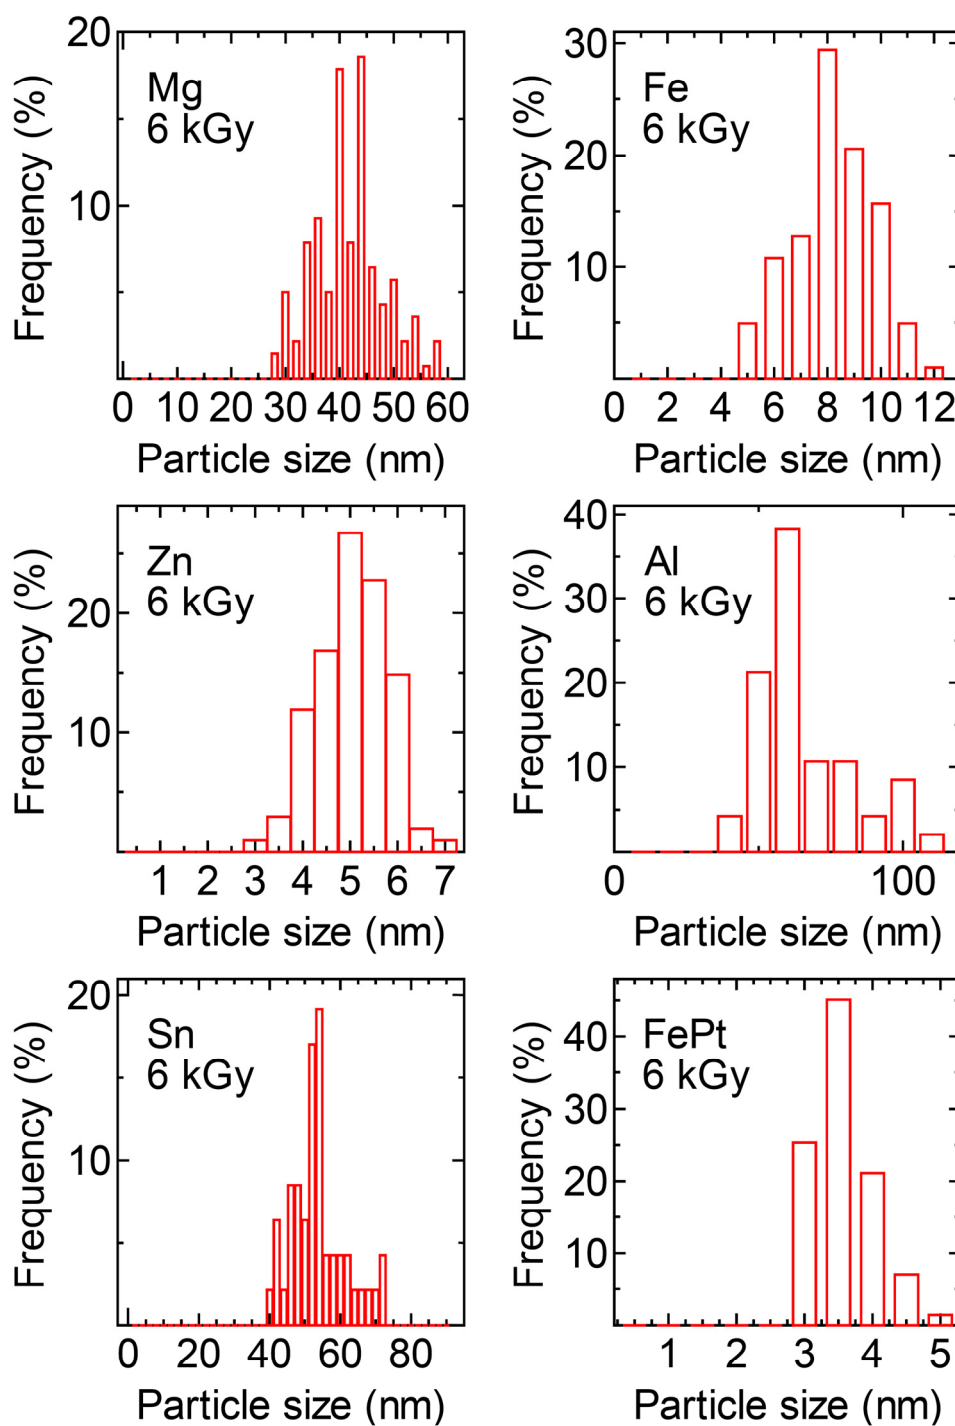 20
10
Frequency (%)
Mg
6 kGy
0 10 20 30 40 50 60
Particle size (nm)
30
20
10
Frequency (%)
Fe
6 kGy
0 2 4 6 8 10 12
Particle size (nm)
20
10
Frequency (%)
Zn
6 kGy
1 2 3 4 5 6 7
Particle size (nm)
40
30
20
10
Frequency (%)
Al
6 kGy
0 100
Particle size (nm)
20
10
Frequency (%)
Sn
6 kGy
0 20 40 60 80
Particle size (nm)
40
30
20
10
Frequency (%)
FePt
6 kGy
1 2 3 4 5
Particle size (nm)